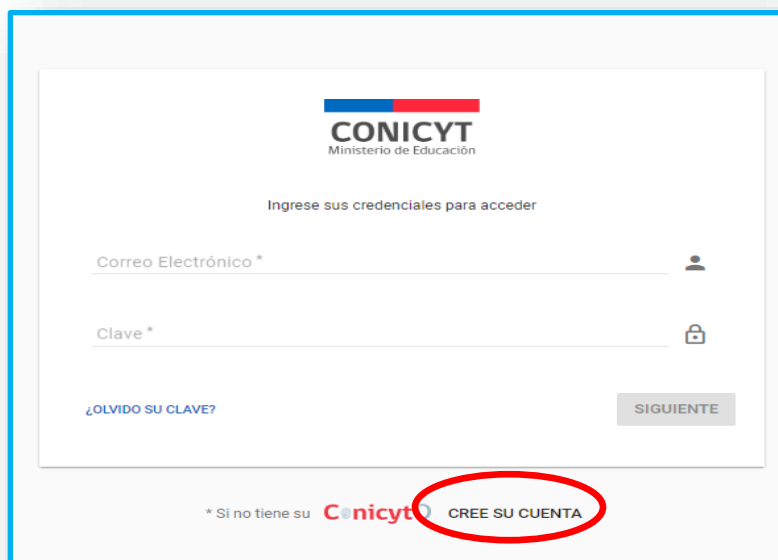 CONICYT
Ministerio de Educación
Ingrese sus credenciales para acceder
Correo Electrónico *
Clave *
¿OLVIDO SU CLAVE?
SIGUIENTE
* Si no tiene su ConicytID CREE SU CUENTA